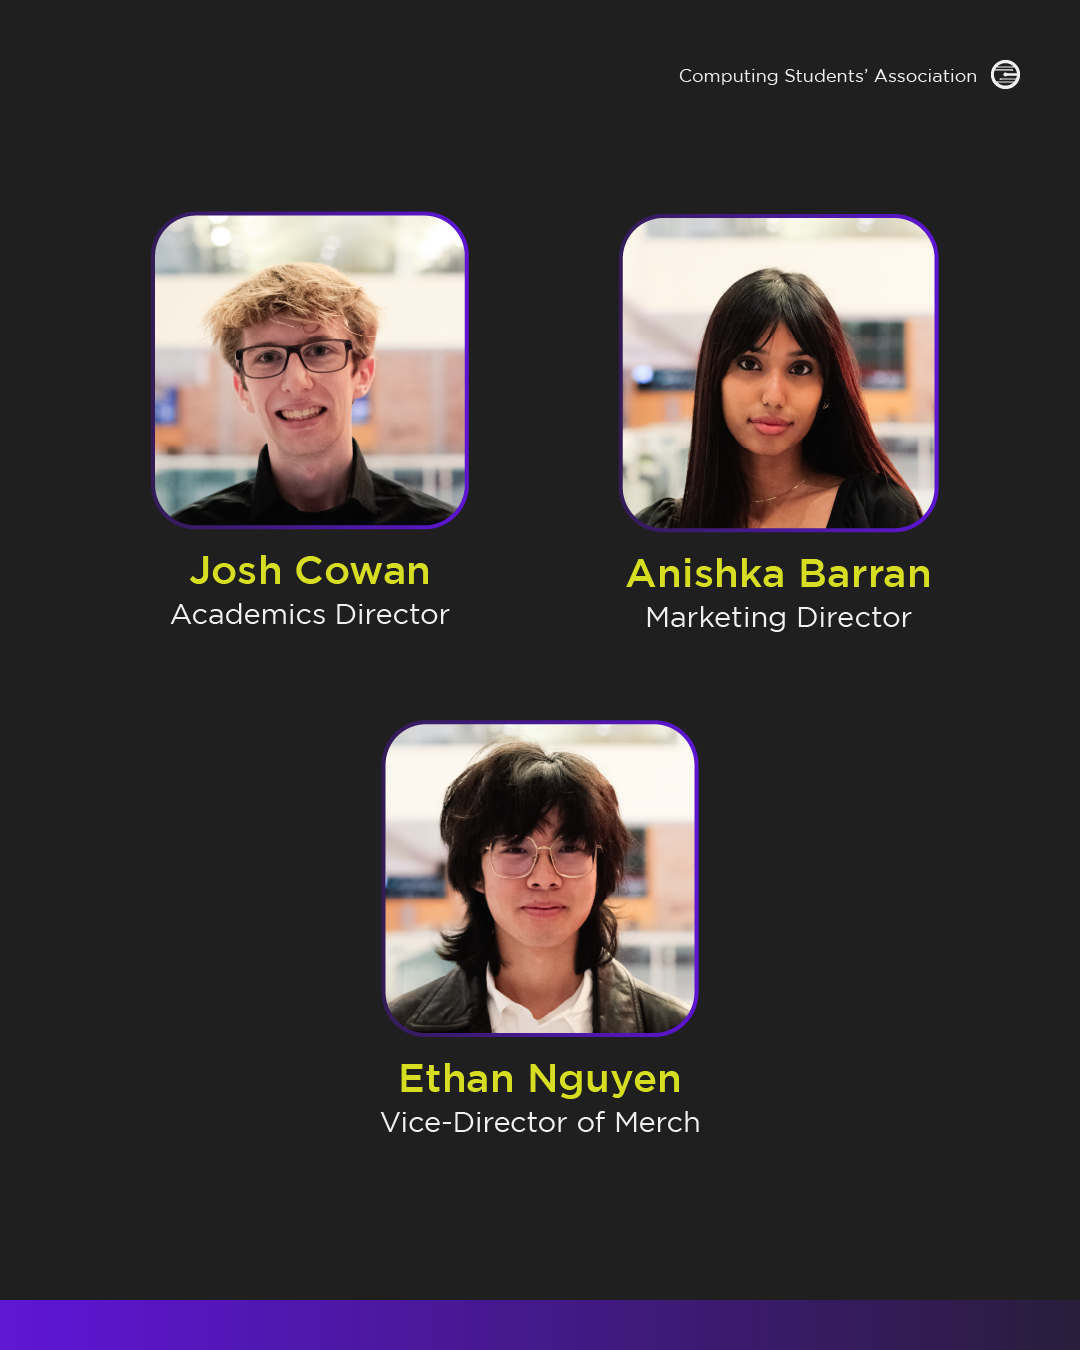 Computing Students’ Association
Josh Cowan
Academics Director
Anishka Barran
Marketing Director
Ethan Nguyen
Vice-Director of Merch